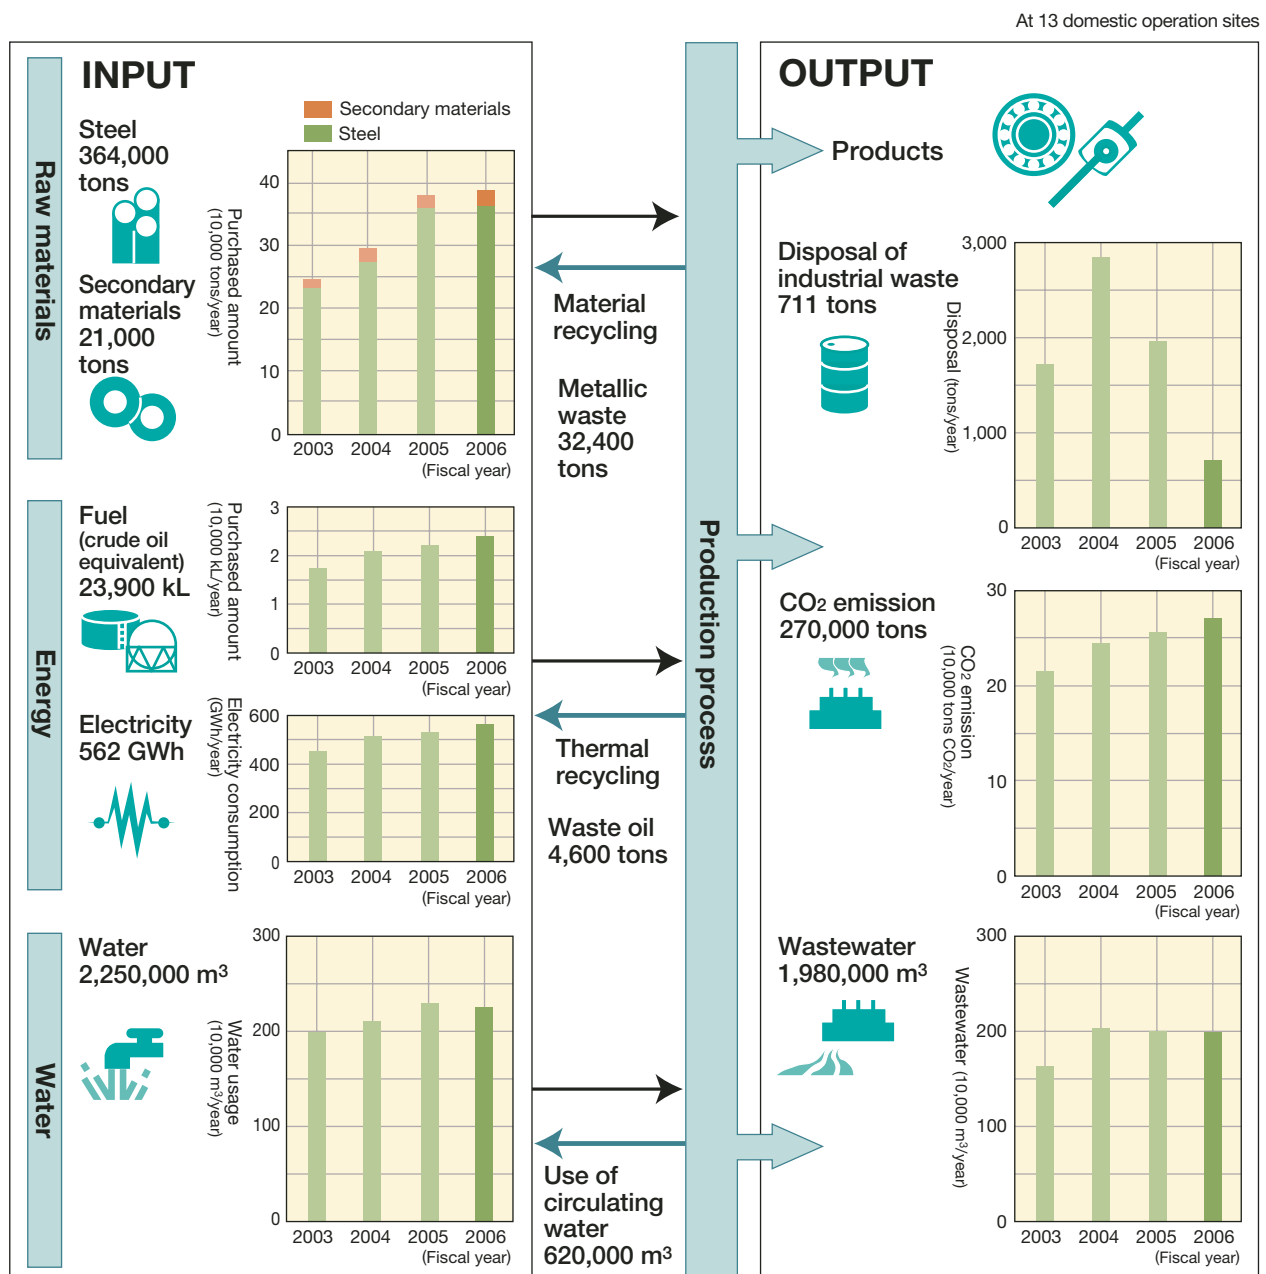 At 13 domestic operation sites
INPUT
Raw materials
Steel
364,000
tons
Secondary
materials
21,000
tons
Secondary materials
Steel
Purchased amount
(10,000 tons/year)
40
30
20
10
0
2003 2004 2005 2006
(Fiscal year)
Material
recycling
Metallic
waste
32,400
tons
Energy
Fuel
(crude oil
equivalent)
23,900 kL
Purchased amount
(10,000 kL/year)
3
2
1
0
2003 2004 2005 2006
(Fiscal year)
Electricity
562 GWh
Electricity consumption
(GWh/year)
600
400
200
0
2003 2004 2005 2006
(Fiscal year)
Thermal
recycling
Waste oil
4,600 tons
Water
Water
2,250,000 m³
Water usage
(10,000 m³/year)
300
200
100
0
2003 2004 2005 2006
(Fiscal year)
Use of
circulating
water
620,000 m³
Production process
OUTPUT
Products
Disposal of
industrial waste
711 tons
Disposal (tons/year)
3,000
2,000
1,000
0
2003 2004 2005 2006
(Fiscal year)
CO₂ emission
270,000 tons
CO₂ emission
(10,000 tons CO₂/year)
30
20
10
0
2003 2004 2005 2006
(Fiscal year)
Wastewater
1,980,000 m³
Wastewater (10,000 m³/year)
300
200
100
0
2003 2004 2005 2006
(Fiscal year)